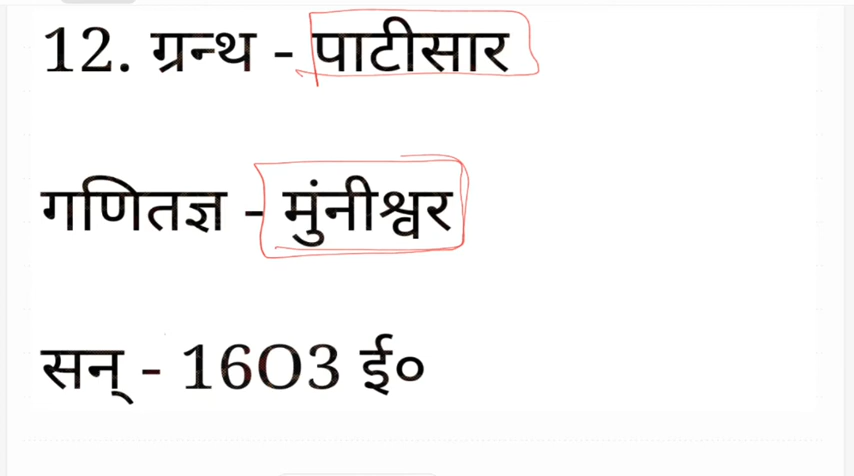 12. ग्रन्थ - पाटीसार
गणितज्ञ - मुंनीश्वर
सन् - 16O3 ई०